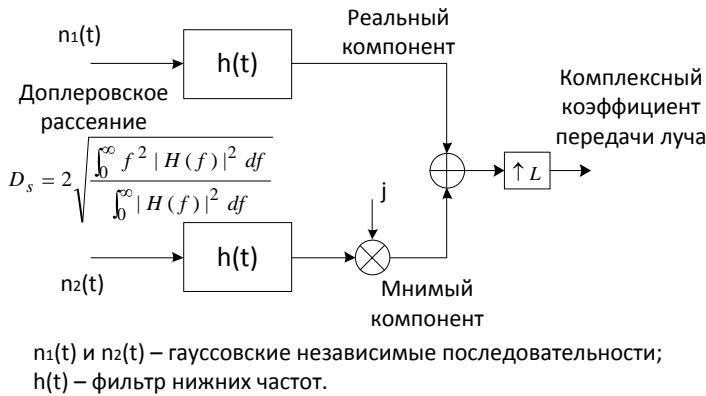 n1(t)
h(t)
Реальный
компонент
Комплексный
коэффициент
передачи луча
Доплеровское
рассеяние
D_s = 2 √( ∫₀^∞ f² | H(f) |² df / ∫₀^∞ | H(f) |² df )
↑ L
j
n2(t)
h(t)
Мнимый
компонент
n1(t) и n2(t) – гауссовские независимые последовательности;
h(t) – фильтр нижних частот.